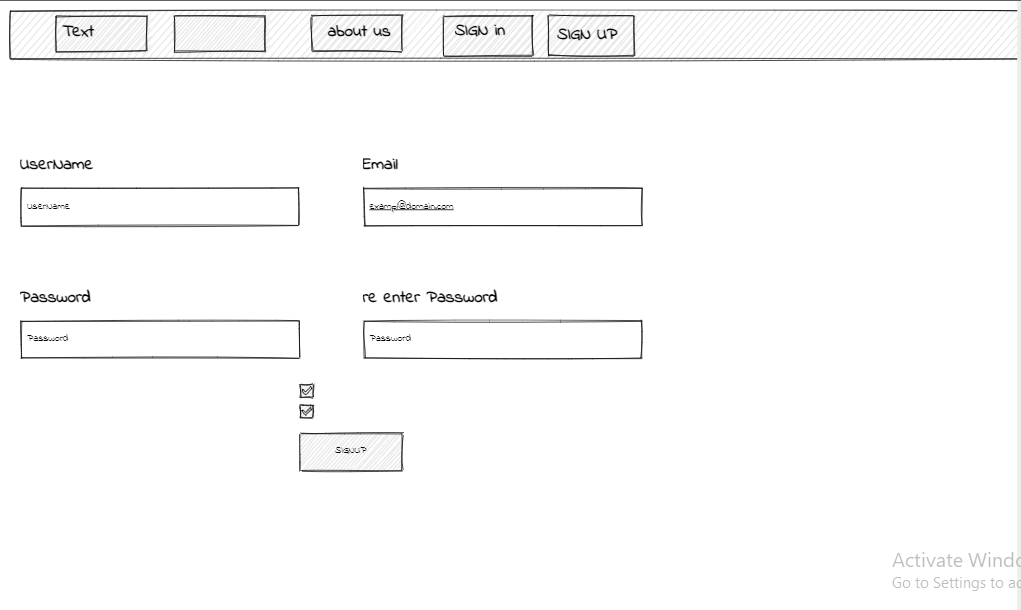 Text
about us
SIGN in
SIGN UP
UserName
Email
UserName
examp@domain.com
Password
re enter Password
Password
Password
SIGNUP
Activate Windo
Go to Settings to ac